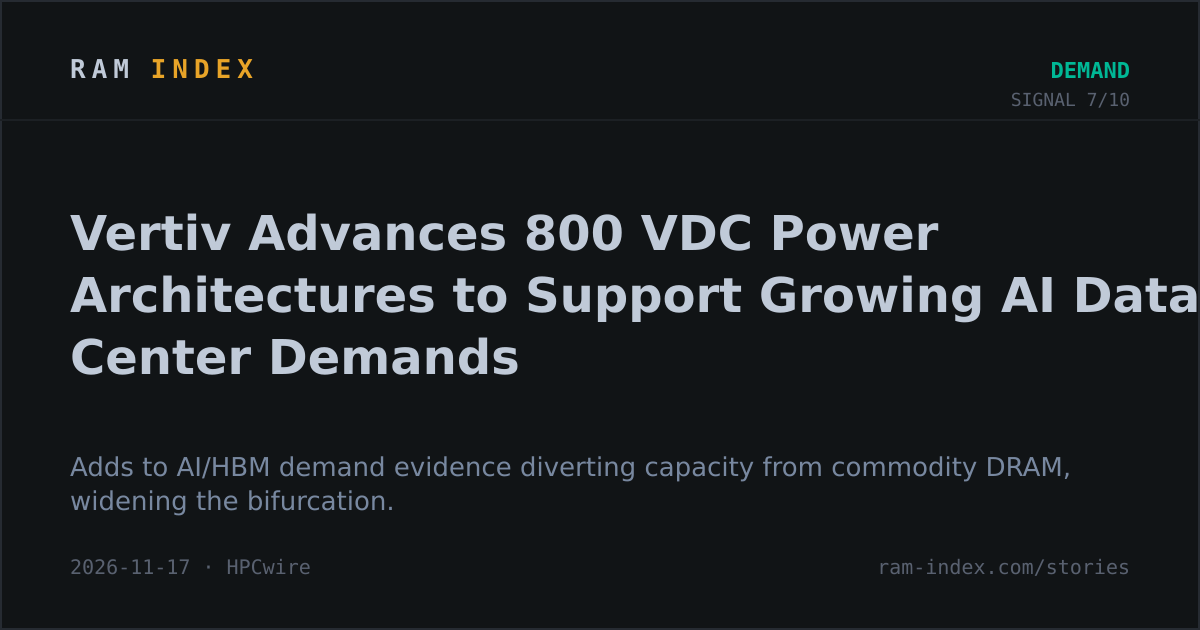 RAM INDEX
DEMAND
SIGNAL 7/10
Vertiv Advances 800 VDC Power
Architectures to Support Growing AI Data
Center Demands
Adds to AI/HBM demand evidence diverting capacity from commodity DRAM,
widening the bifurcation.
2026-11-17 · HPCwire
ram-index.com/stories